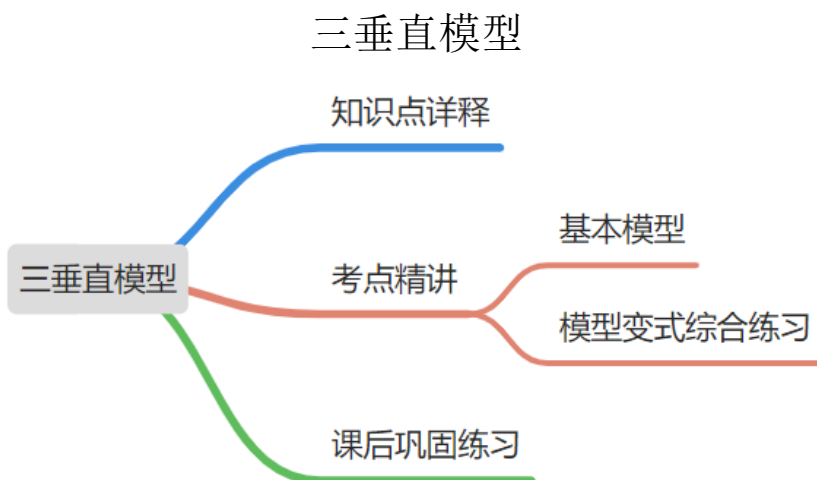 三垂直模型
知识点详释
基本模型
三垂直模型
考点精讲
模型变式综合练习
课后巩固练习